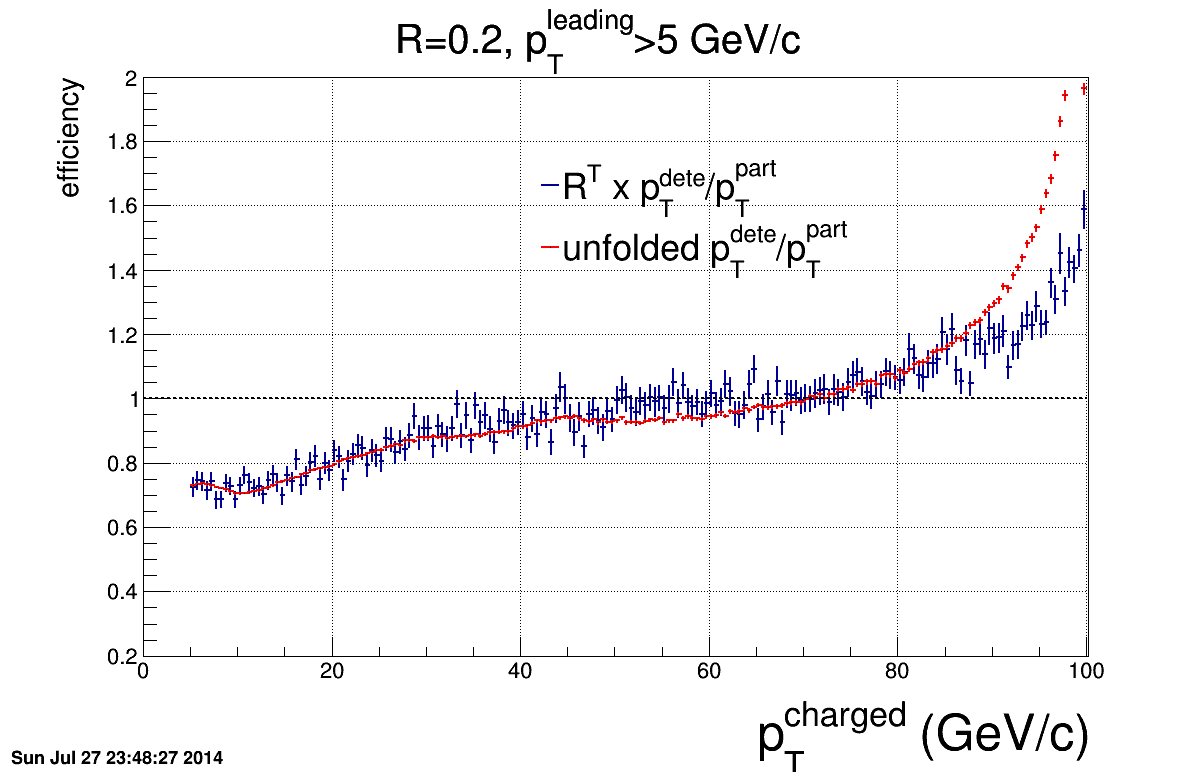 R=0.2, p_T^leading>5 GeV/c
efficiency
2
1.8
1.6
1.4
1.2
1
0.8
0.6
0.4
0.2
R^T x p_T^dete/p_T^part
unfolded p_T^dete/p_T^part
0 20 40 60 80 100
p_T^charged (GeV/c)
Sun Jul 27 23:48:27 2014